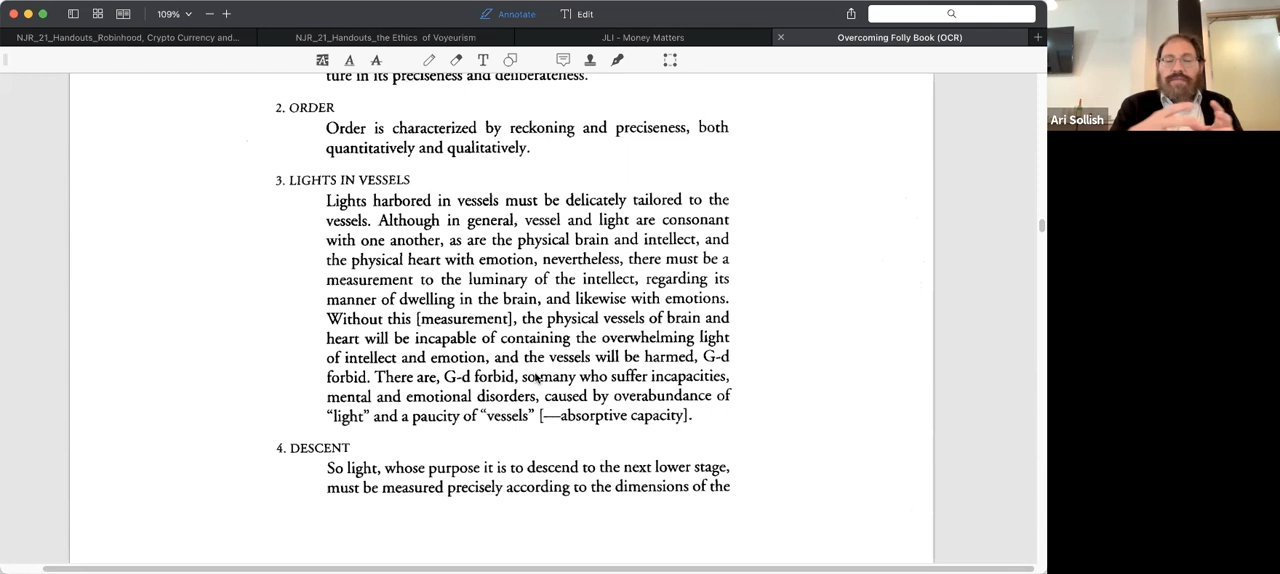 109%
Annotate
Edit
NJR_21_Handouts_Robinhood, Crypto Currency and...
NJR_21_Handouts_the Ethics of Voyeurism
JLI - Money Matters
Overcoming Folly Book (OCR)
Ari Sollish
ture in its preciseness and deliberateness.
2. ORDER
Order is characterized by reckoning and preciseness, both
quantitatively and qualitatively.
3. LIGHTS IN VESSELS
Lights harbored in vessels must be delicately tailored to the
vessels. Although in general, vessel and light are consonant
with one another, as are the physical brain and intellect, and
the physical heart with emotion, nevertheless, there must be a
measurement to the luminary of the intellect, regarding its
manner of dwelling in the brain, and likewise with emotions.
Without this [measurement], the physical vessels of brain and
heart will be incapable of containing the overwhelming light
of intellect and emotion, and the vessels will be harmed, G-d
forbid. There are, G-d forbid, so many who suffer incapacities,
mental and emotional disorders, caused by overabundance of
“light” and a paucity of “vessels” [—absorptive capacity].
4. DESCENT
So light, whose purpose it is to descend to the next lower stage,
must be measured precisely according to the dimensions of the